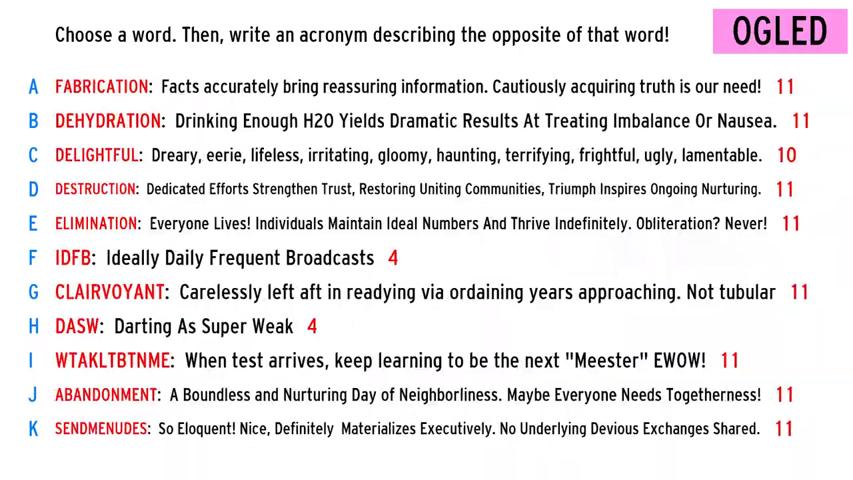 Choose a word. Then, write an acronym describing the opposite of that word!
OGLED
A FABRICATION: Facts accurately bring reassuring information. Cautiously acquiring truth is our need! 11
B DEHYDRATION: Drinking Enough H20 Yields Dramatic Results At Treating Imbalance Or Nausea. 11
C DELIGHTFUL: Dreary, eerie, lifeless, irritating, gloomy, haunting, terrifying, frightful, ugly, lamentable. 10
D DESTRUCTION: Dedicated Efforts Strengthen Trust, Restoring Uniting Communities, Triumph Inspires Ongoing Nurturing. 11
E ELIMINATION: Everyone Lives! Individuals Maintain Ideal Numbers And Thrive Indefinitely. Obliteration? Never! 11
F IDFB: Ideally Daily Frequent Broadcasts 4
G CLAIRVOYANT: Carelessly left aft in readying via ordaining years approaching. Not tubular 11
H DASW: Darting As Super Weak 4
I WTAKLTBTNME: When test arrives, keep learning to be the next "Meester" EWOW! 11
J ABANDONMENT: A Boundless and Nurturing Day of Neighborliness. Maybe Everyone Needs Togetherness! 11
K SENDMENUDES: So Eloquent! Nice, Definitely Materializes Executively. No Underlying Devious Exchanges Shared. 11